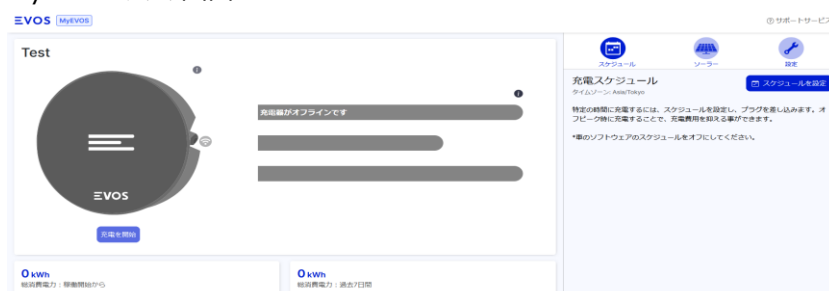 EVOS MyEVOS
サポートサービス
Test
充電器がオフラインです
EVOS
充電を開始
0 kWh
総消費電力：稼働開始から
0 kWh
総消費電力：過去7日間
スケジュール
ソーラー
設定
充電スケジュール
タイムゾーン: Asia/Tokyo
スケジュールを設定
特定の時間に充電するには、スケジュールを設定し、プラグを差し込みます。オ
フピーク時に充電することで、充電費用を抑える事ができます。
*車のソフトウェアのスケジュールをオフにしてください。